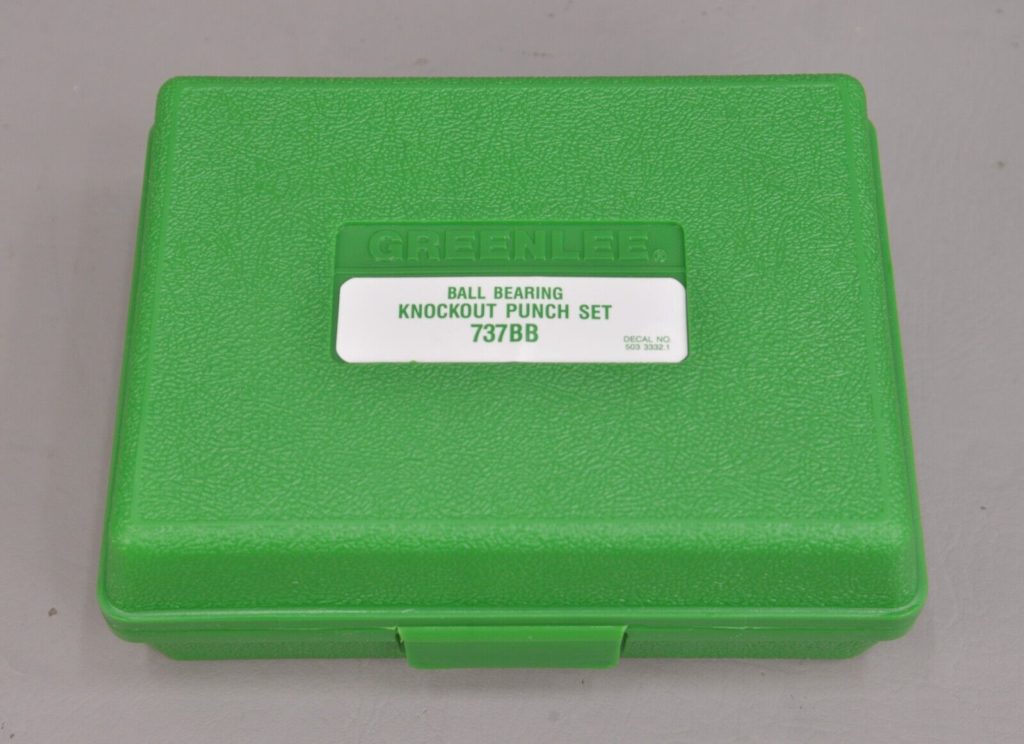 GREENLEE®
BALL BEARING
KNOCKOUT PUNCH SET
737BB
DECAL NO.
503 3332.1